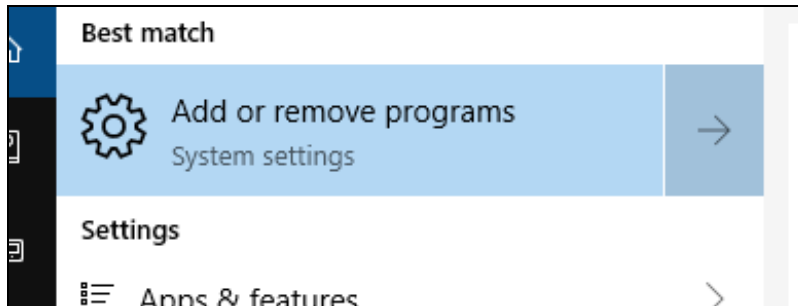 Best match
Add or remove programs
System settings
Settings
Apps & features